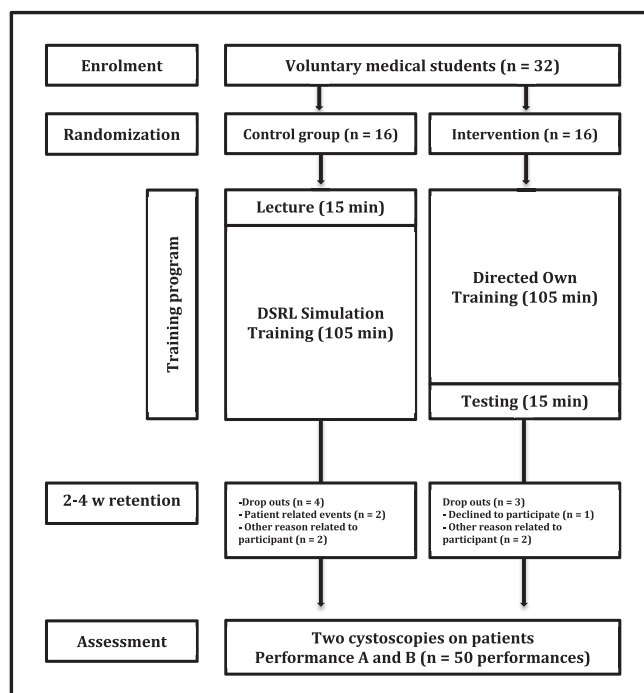 Enrolment
Voluntary medical students (n = 32)
Randomization
Control group (n = 16)
Intervention (n = 16)
Training program
Lecture (15 min)
DSRL Simulation
Training (105 min)
Directed Own
Training (105 min)
Testing (15 min)
2-4 w retention
-Drop outs (n = 4)
- Patient related events (n = 2)
- Other reason related to
participant (n = 2)
Drop outs (n = 3)
- Declined to participate (n = 1)
- Other reason related to
participant (n = 2)
Assessment
Two cystoscopies on patients
Performance A and B (n = 50 performances)